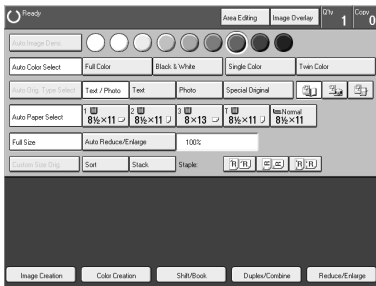 Ready Area Editing Image Overlay Q'ty 1 Copy 0
Auto Image Dens.
Auto Color Select Full Color Black & White Single Color Twin Color
Auto Orig. Type Select Text / Photo Text Photo Special Original
Auto Paper Select 1 8½×11 2 8½×11 3 8×13 T 8½×11 Normal 8½×11
Full Size Auto Reduce/Enlarge 100%
Custom Size Orig. Sort Stack Staple:
Image Creation Color Creation Shift/Book Duplex/Combine Reduce/Enlarge